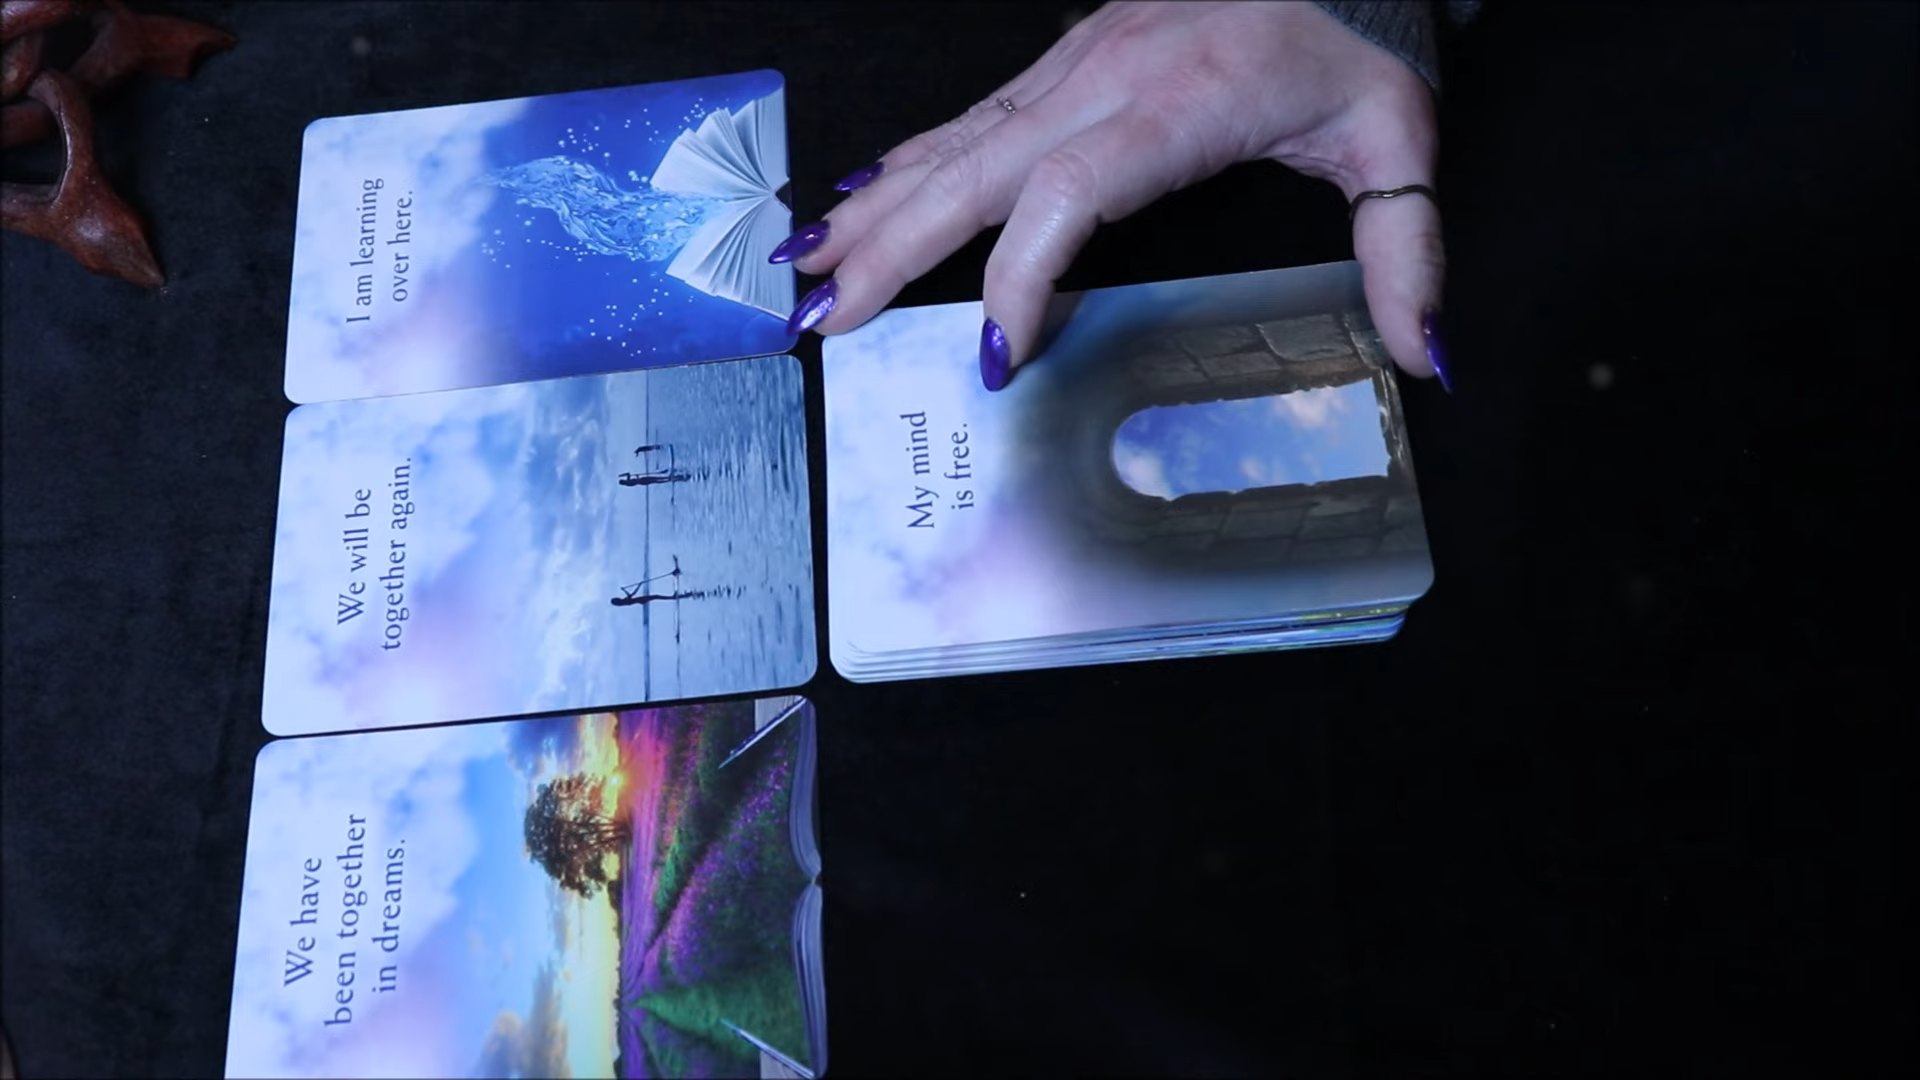 We have
been together
in dreams.
We will be
together again.
I am learning
over here.
My mind
is free.